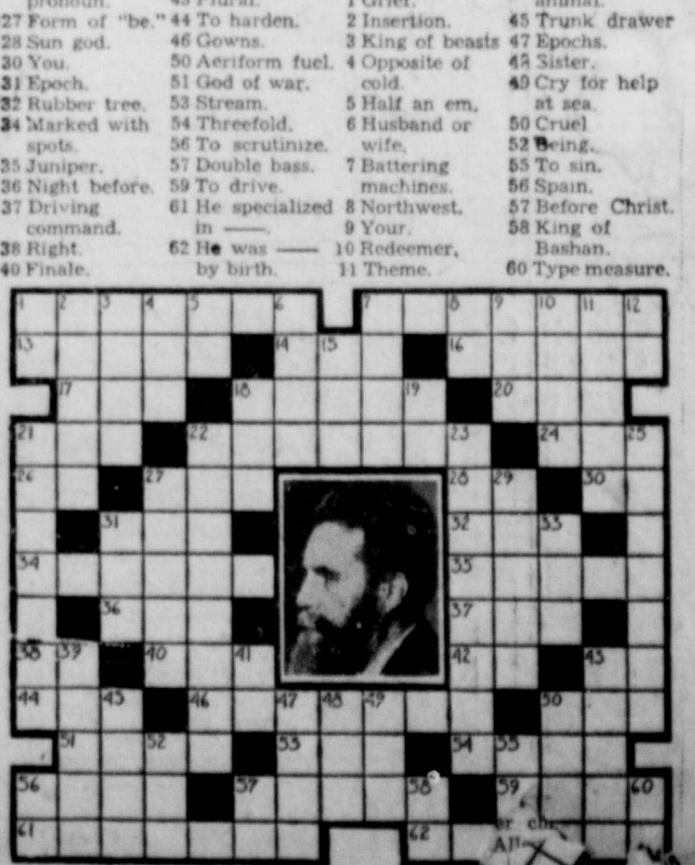 pronoun.
27 Form of "be."
28 Sun god.
30 You.
31 Epoch.
32 Rubber tree.
34 Marked with
spots.
35 Juniper.
36 Night before.
37 Driving
command.
38 Right.
40 Finale.
43 Plural.
44 To harden.
46 Gowns.
50 Aeriform fuel.
51 God of war.
53 Stream.
54 Threefold.
56 To scrutinize.
57 Double bass.
59 To drive.
61 He specialized
in ——.
62 He was ——
by birth.
1 Grief.
2 Insertion.
3 King of beasts
4 Opposite of
cold.
5 Half an em.
6 Husband or
wife.
7 Battering
machines.
8 Northwest.
9 Your.
10 Redeemer.
11 Theme.
animal.
45 Trunk drawer
47 Epochs.
48 Sister.
49 Cry for help
at sea.
50 Cruel
52 Being.
55 To sin.
56 Spain.
57 Before Christ.
58 King of
Bashan.
60 Type measure.
1 2 3 4 5 6 7 8 9 10 11 12
13 14 15 16
17 18 19 20
21 22 23 24 25
26 27 28 29 30
31 32 33
34 35
36 37
38 39 40 41 42 43
44 45 46 47 48 49 50
51 52 53 54 55
56 57 58 59 60
61 62